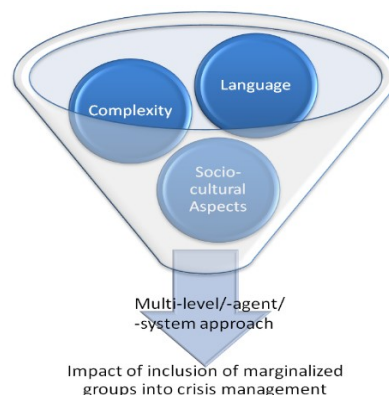 Complexity
Language
Socio-
cultural
Aspects
Multi-level/-agent/
-system approach
Impact of inclusion of marginalized
groups into crisis management